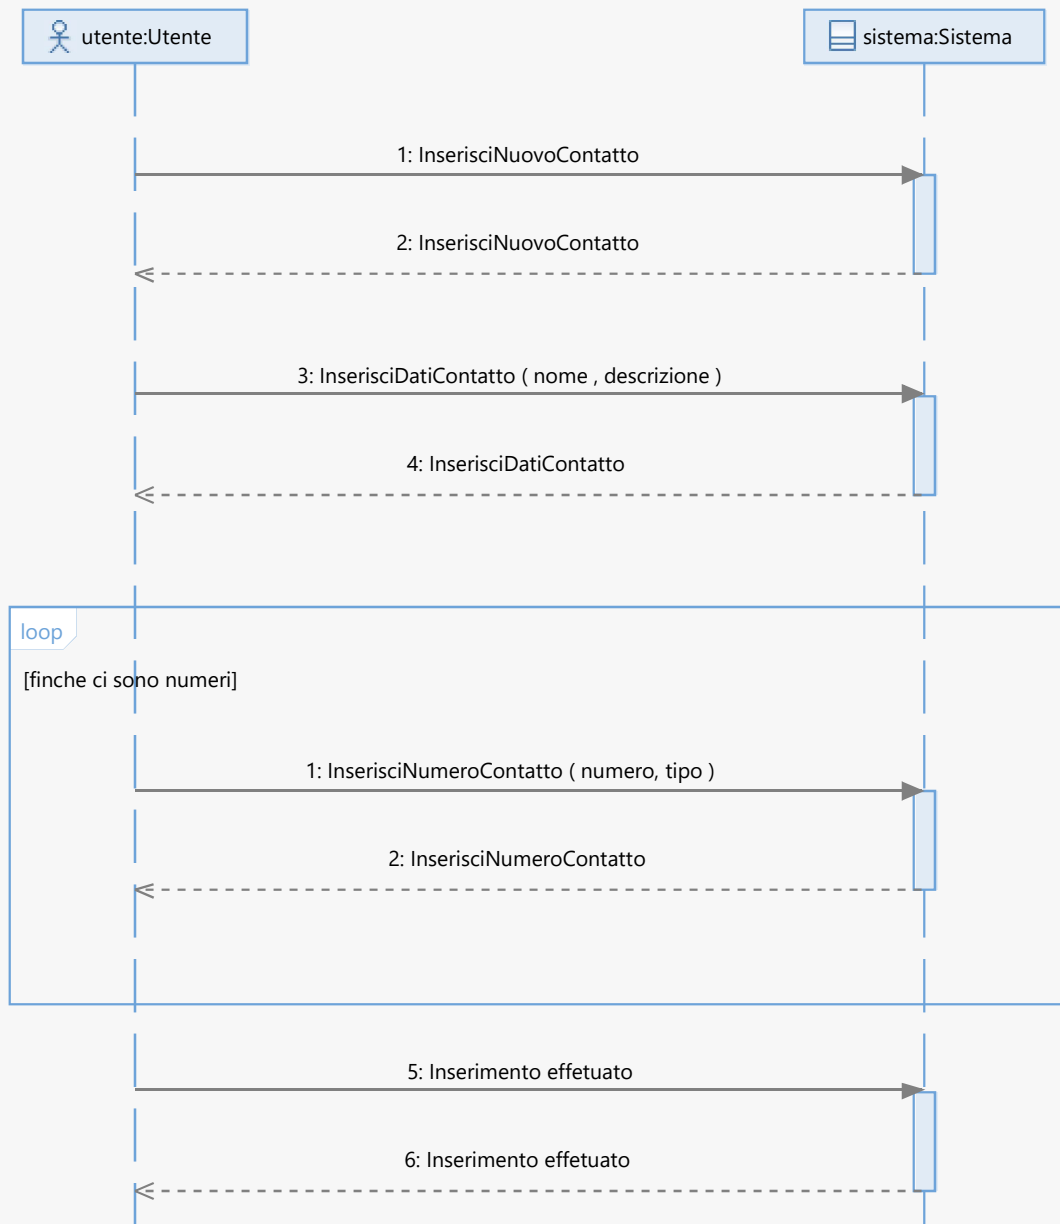 utente:Utente
sistema:Sistema
1: InserisciNuovoContatto
2: InserisciNuovoContatto
3: InserisciDatiContatto ( nome , descrizione )
4: InserisciDatiContatto
loop
[finche ci sono numeri]
1: InserisciNumeroContatto ( numero, tipo )
2: InserisciNumeroContatto
5: Inserimento effetuato
6: Inserimento effetuato